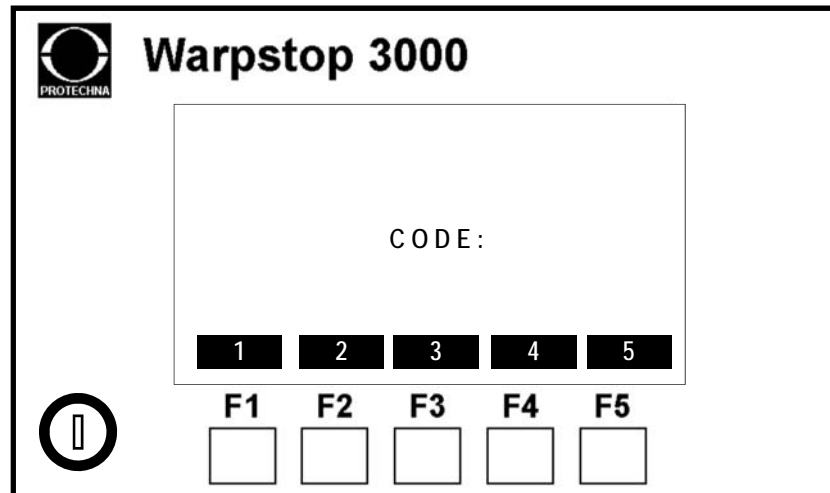 Warpstop 3000
PROTECHNA
CODE:
1 2 3 4 5
F1 F2 F3 F4 F5